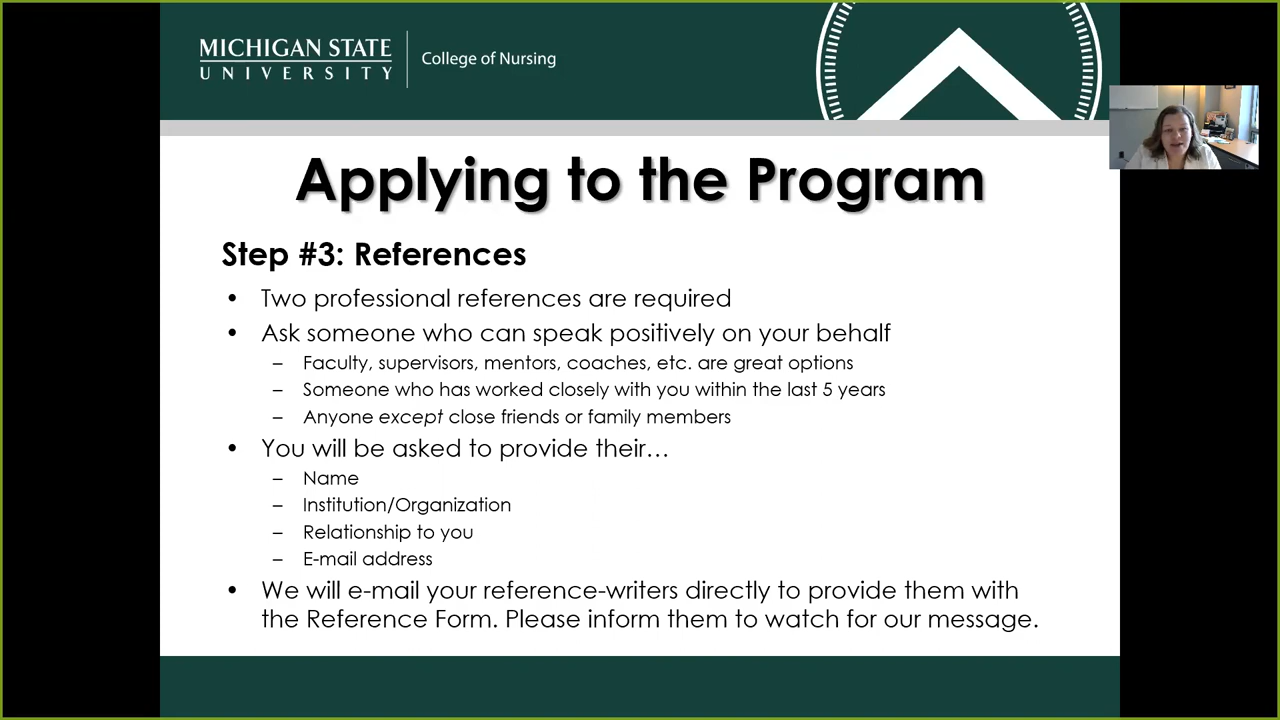 MICHIGAN STATE
UNIVERSITY
College of Nursing
Applying to the Program
Step #3: References
• Two professional references are required
• Ask someone who can speak positively on your behalf
– Faculty, supervisors, mentors, coaches, etc. are great options
– Someone who has worked closely with you within the last 5 years
– Anyone except close friends or family members
• You will be asked to provide their…
– Name
– Institution/Organization
– Relationship to you
– E-mail address
• We will e-mail your reference-writers directly to provide them with
the Reference Form. Please inform them to watch for our message.